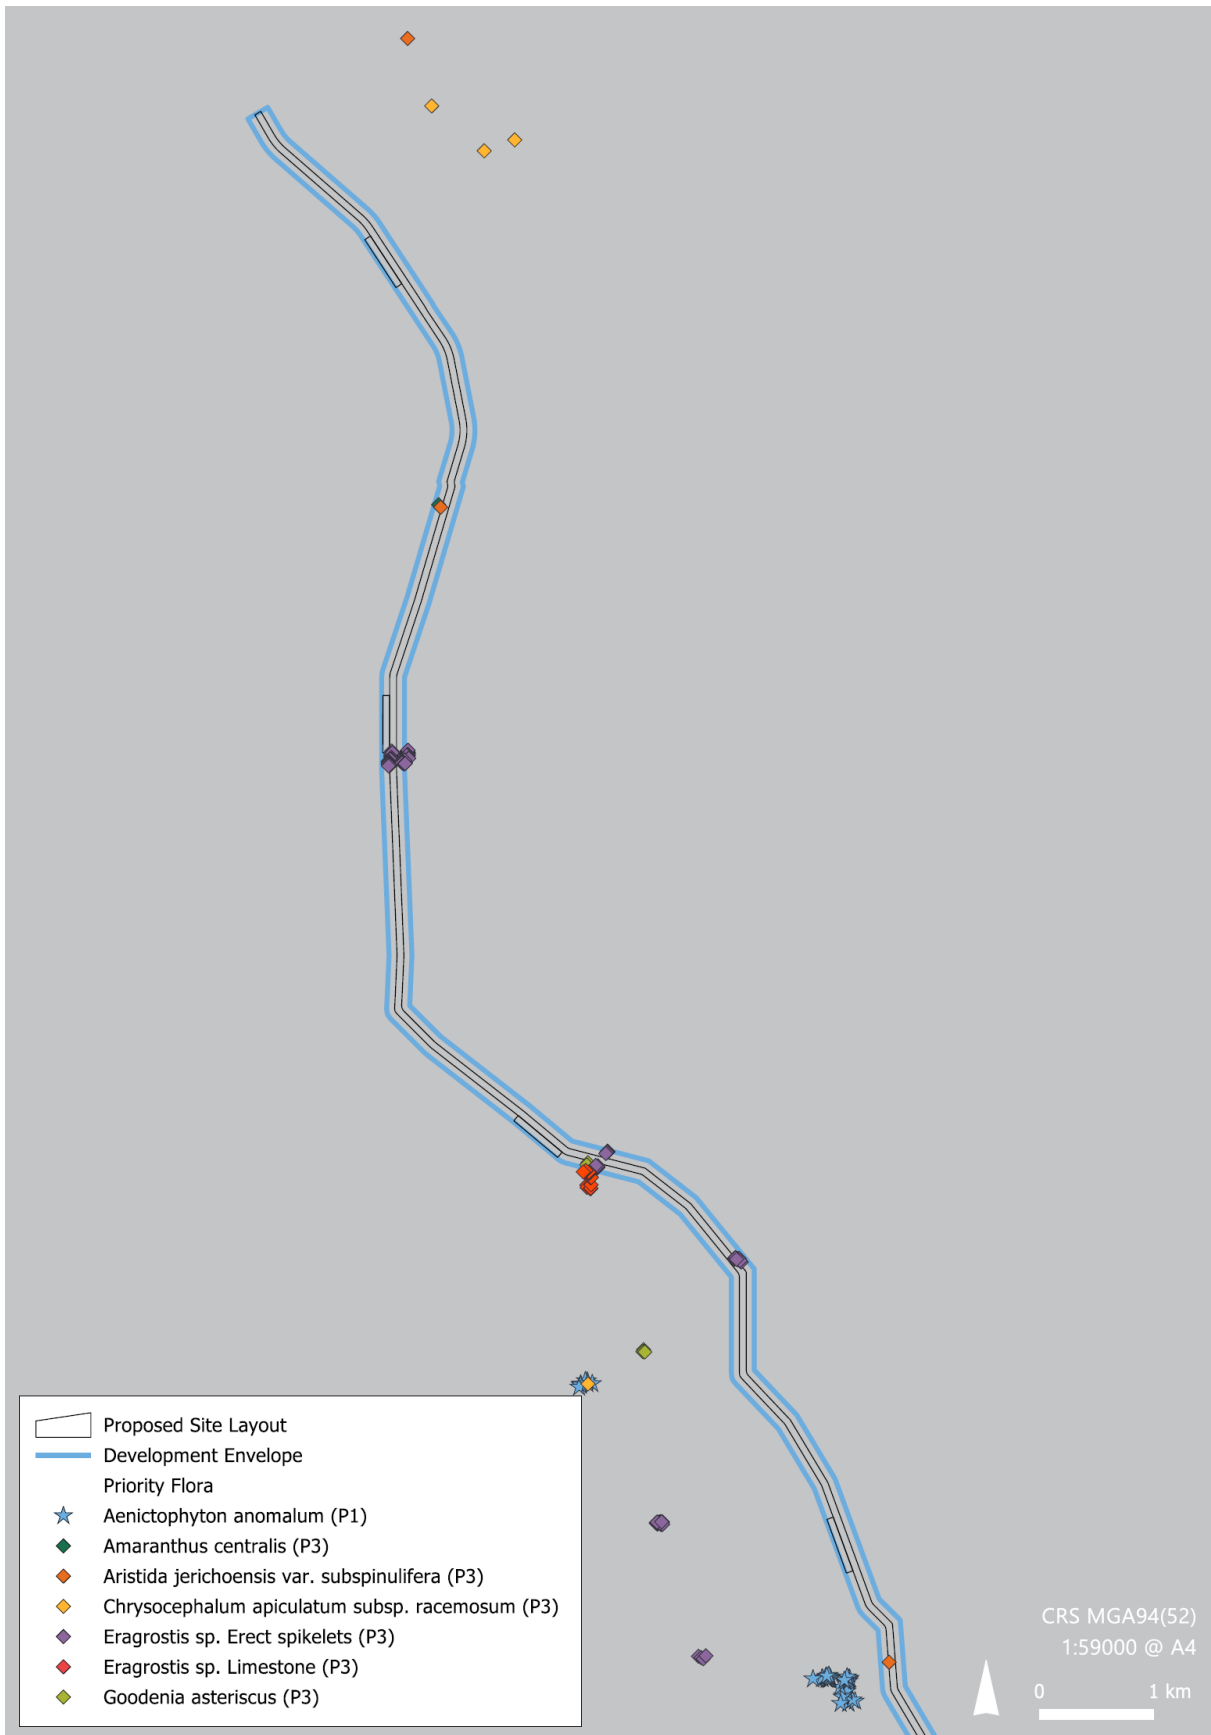 Proposed Site Layout
Development Envelope
Priority Flora
Aenictophyton anomalum (P1)
Amaranthus centralis (P3)
Aristida jerichoensis var. subspinulifera (P3)
Chrysocephalum apiculatum subsp. racemosum (P3)
Eragrostis sp. Erect spikelets (P3)
Eragrostis sp. Limestone (P3)
Goodenia asteriscus (P3)
CRS MGA94(52)
1:59000 @ A4
0 1 km